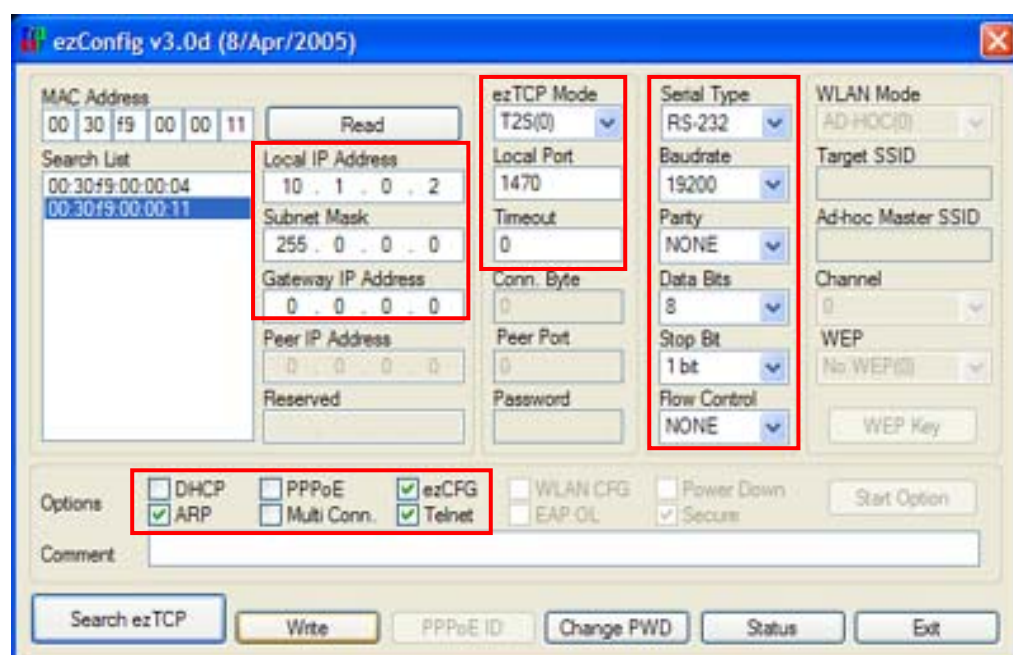 ezConfig v3.0d (8/Apr/2005)
MAC Address
00 30 f9 00 00 11
Read
Search List
00:30:f9:00:00:04
00:30:f9:00:00:11
Local IP Address
10 . 1 . 0 . 2
Subnet Mask
255 . 0 . 0 . 0
Gateway IP Address
0 . 0 . 0 . 0
Peer IP Address
0 . 0 . 0 . 0
Reserved
ezTCP Mode
T2S(0)
Local Port
1470
Timeout
0
Conn. Byte
0
Peer Port
0
Password
Serial Type
RS-232
Baudrate
19200
Parity
NONE
Data Bits
8
Stop Bit
1 bit
Flow Control
NONE
WLAN Mode
AD-HOC(0)
Target SSID
Ad-hoc Master SSID
Channel
0
WEP
No WEP(0)
WEP Key
Options
DHCP PPPoE ezCFG WLAN CFG Power Down
ARP Multi Conn. Telnet EAP OL Secure
Start Option
Comment
Search ezTCP Write PPPoE ID Change PWD Status Exit